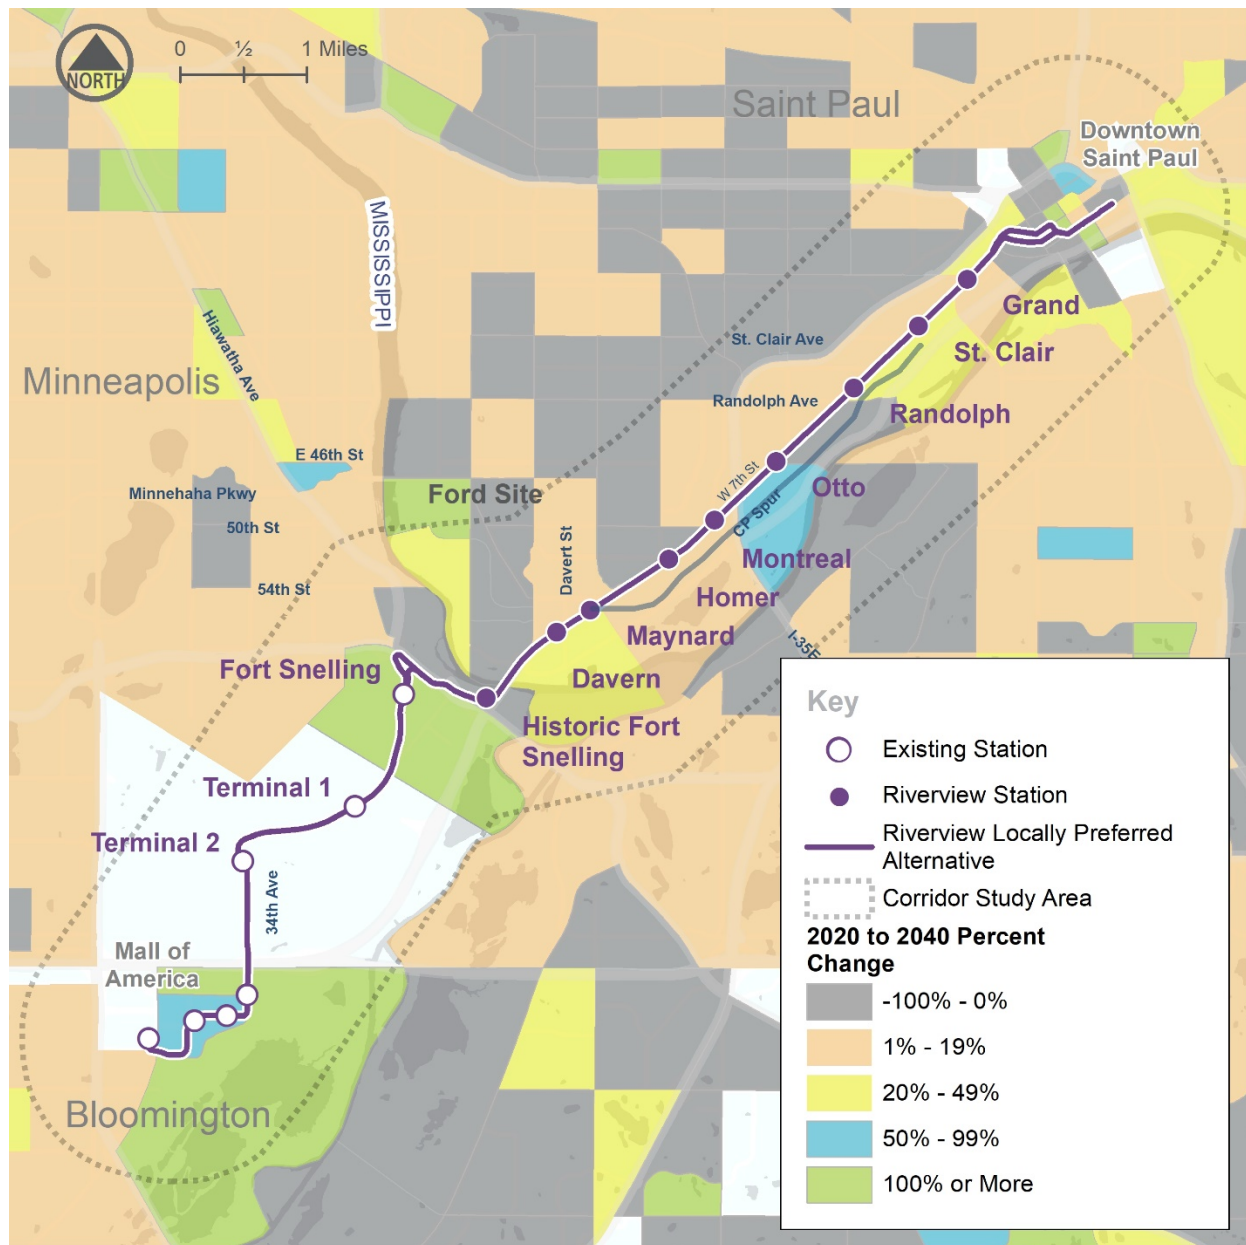 NORTH
0 ½ 1 Miles
Saint Paul
Downtown
Saint Paul
MISSISSIPPI
Hiawatha Ave
Minneapolis
St. Clair Ave
Grand
St. Clair
Randolph Ave
Randolph
E 46th St
Minnehaha Pkwy
Ford Site
W 7th St
Otto
50th St
CP Spur
Davert St
Montreal
54th St
Homer
Maynard
I-35E
Fort Snelling
Davern
Historic Fort
Snelling
Terminal 1
Terminal 2
34th Ave
Mall of
America
Bloomington
Key
Existing Station
Riverview Station
Riverview Locally Preferred
Alternative
Corridor Study Area
2020 to 2040 Percent
Change
-100% - 0%
1% - 19%
20% - 49%
50% - 99%
100% or More